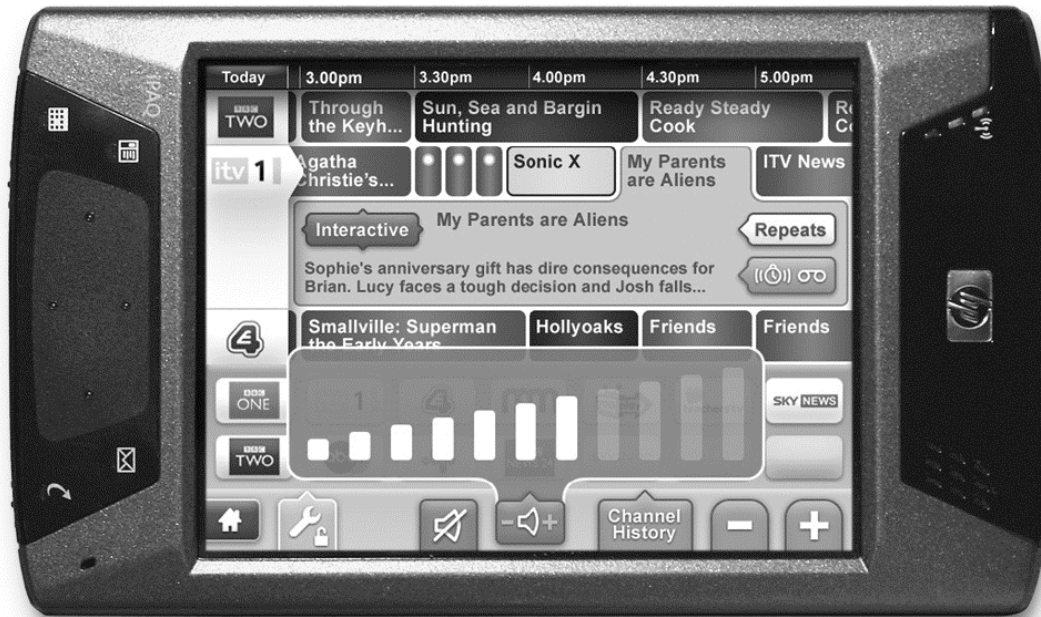 iPAQ
Today 3.00pm 3.30pm 4.00pm 4.30pm 5.00pm
BBC
TWO
Through
the Keyh...
Sun, Sea and Bargin
Hunting
Ready Steady
Cook
itv 1
Agatha
Christie's...
Sonic X
My Parents
are Aliens
ITV News
Interactive
My Parents are Aliens
Repeats
Sophie's anniversary gift has dire consequences for
Brian. Lucy faces a tough decision and Josh falls...
E4
Smallville: Superman
the Early Years
Hollyoaks
Friends
Friends
BBC
ONE
1
4
SKY NEWS
BBC
TWO
Channel
History
- +
- +
hp